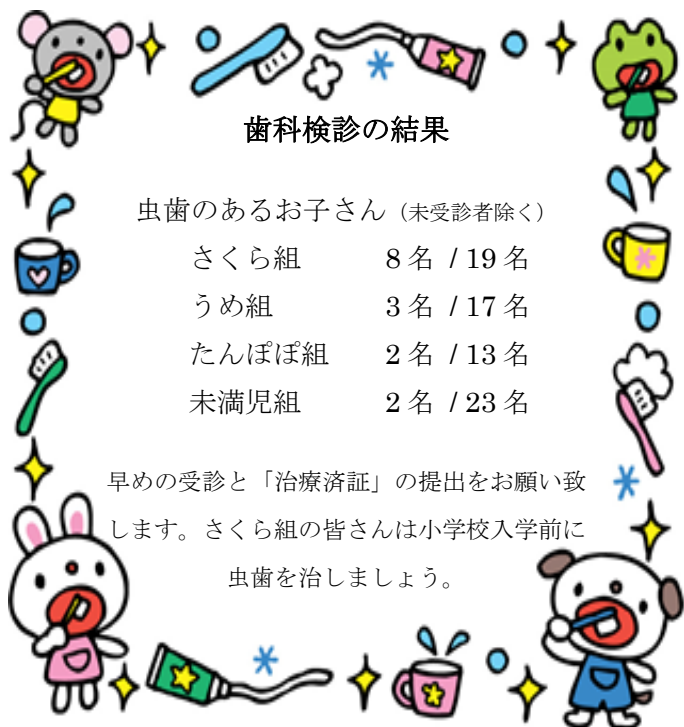 歯科検診の結果
虫歯のあるお子さん（未受診者除く）
さくら組 8名 / 19名
うめ組 3名 / 17名
たんぽぽ組 2名 / 13名
未満児組 2名 / 23名
早めの受診と「治療済証」の提出をお願い致
します。さくら組の皆さんは小学校入学前に
虫歯を治しましょう。